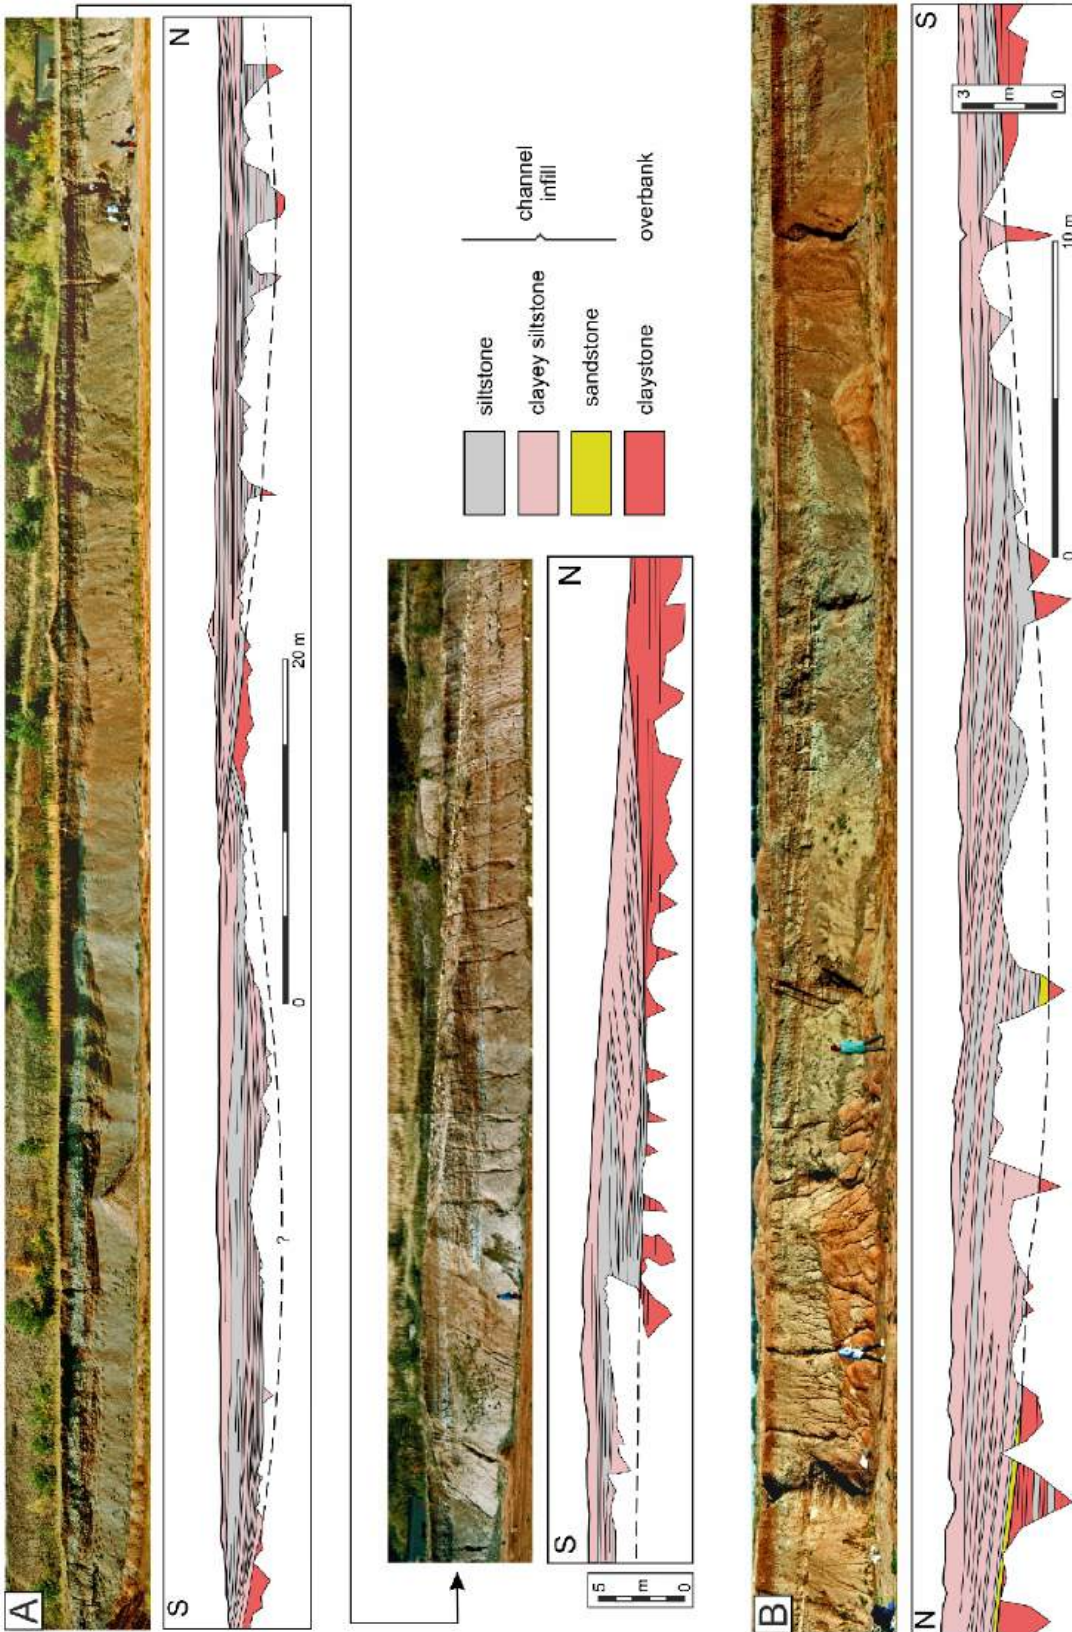 A
S
N
?
0
20 m
S
N
5
m
0
siltstone
clayey siltstone
sandstone
claystone
channel
infill
overbank
B
N
S
3
m
0
0
10 m